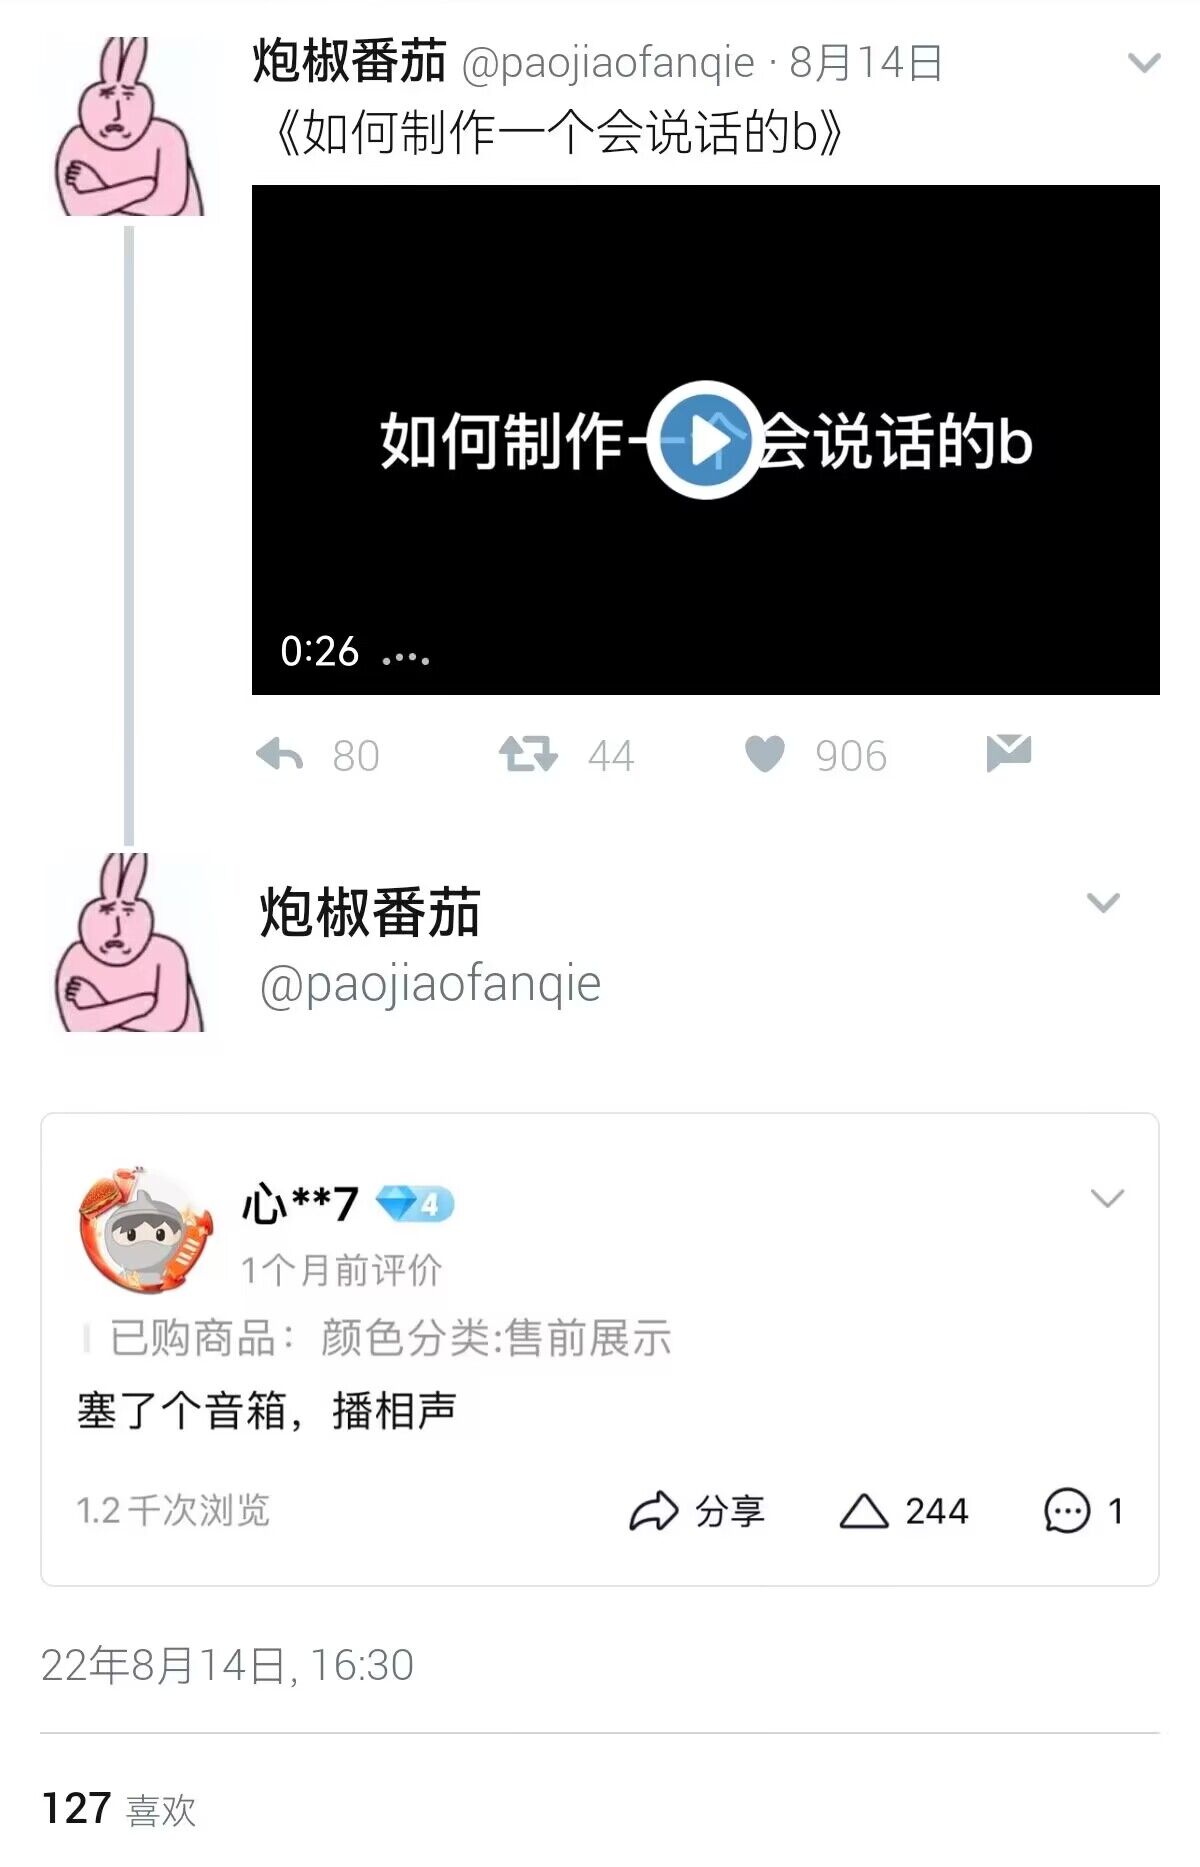 炮椒番茄 @paojiaofanqie · 8月14日
《如何制作一个会说话的b》
如何制作一个会说话的b
0:26
80 44 906
炮椒番茄
@paojiaofanqie
心**7 4
1个月前评价
已购商品：颜色分类:售前展示
塞了个音箱，播相声
1.2千次浏览 分享 244 1
22年8月14日, 16:30
127 喜欢